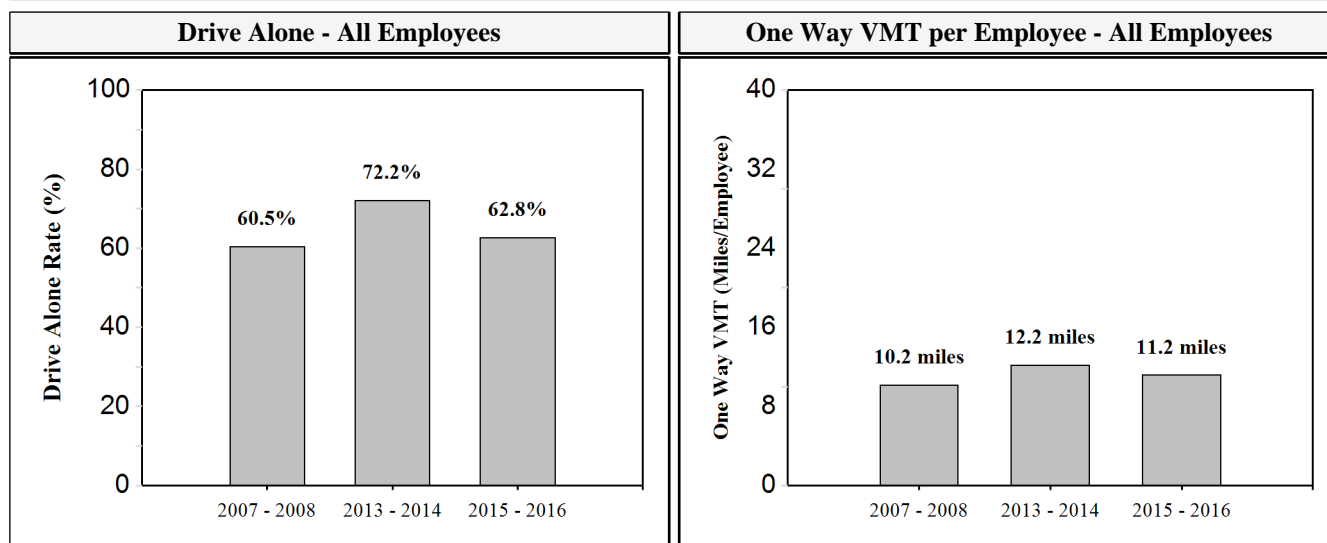 Drive Alone - All Employees
Drive Alone Rate (%)
100
80
60
40
20
0
60.5%
72.2%
62.8%
2007 - 2008
2013 - 2014
2015 - 2016
One Way VMT per Employee - All Employees
One Way VMT (Miles/Employee)
40
32
24
16
8
0
10.2 miles
12.2 miles
11.2 miles
2007 - 2008
2013 - 2014
2015 - 2016